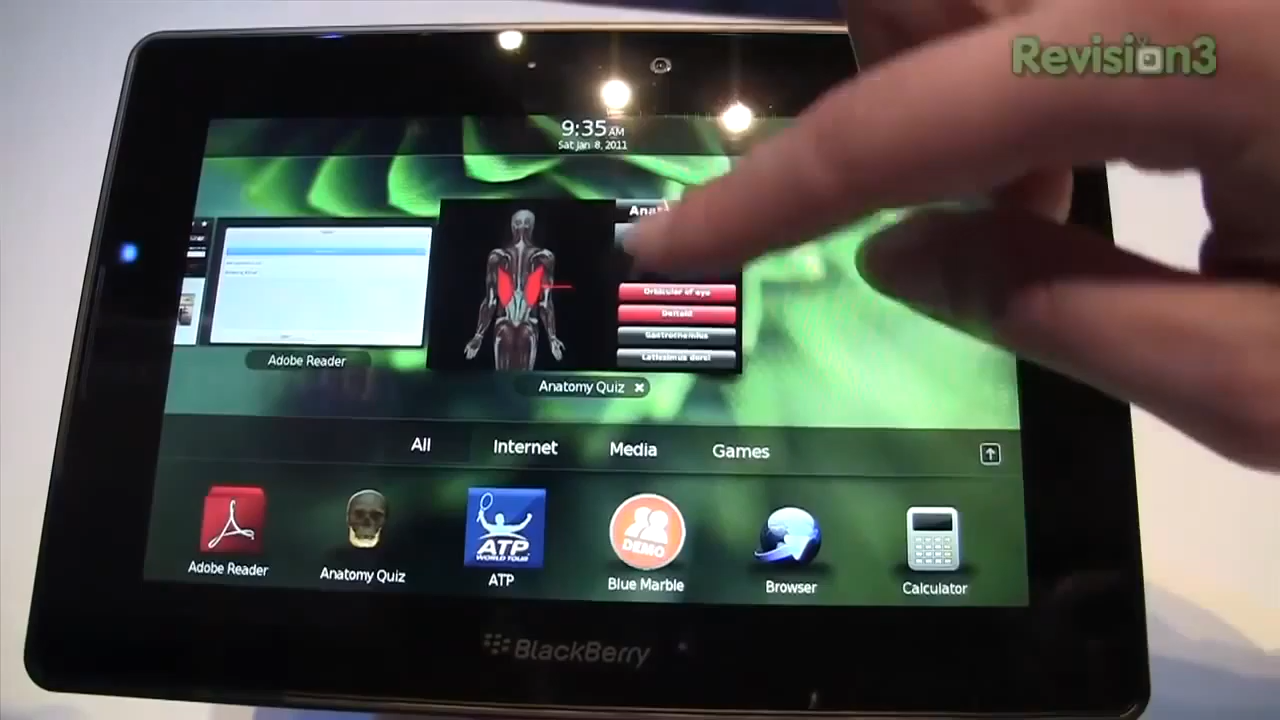 Revision3
9:35 AM
Sat Jan 8, 2011
Orbicular of eye
Deltoid
Gastrocnemius
Latissimus dorsi
Adobe Reader
Anatomy Quiz
All Internet Media Games
Adobe Reader
Anatomy Quiz
ATP
WORLD TOUR
ATP
DEMO
Blue Marble
Browser
Calculator
BlackBerry